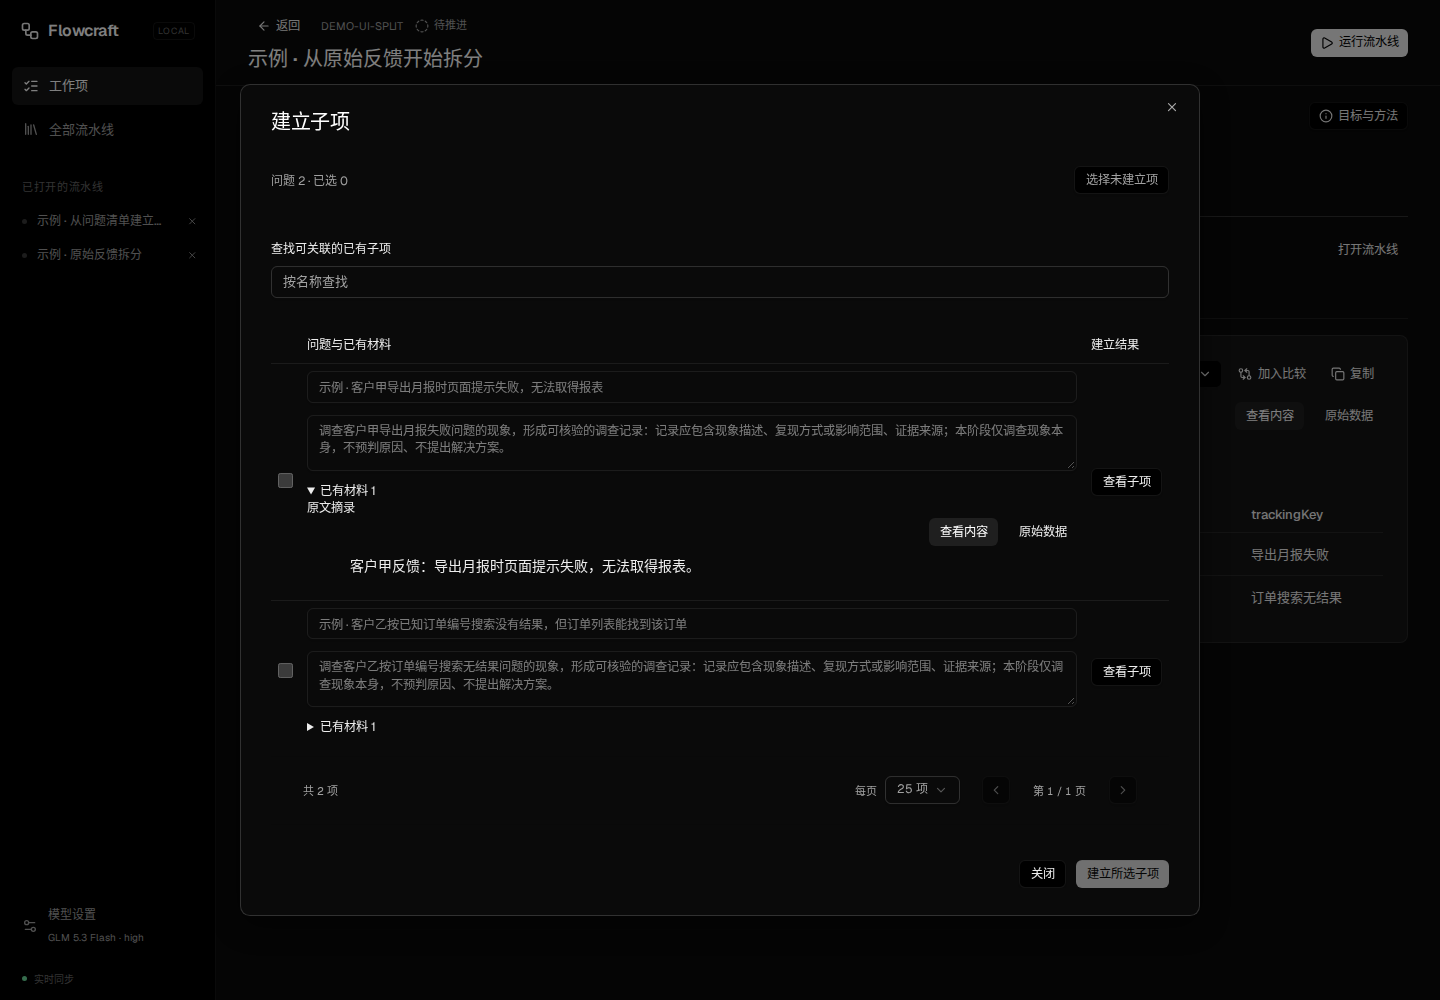 Flowcraft
LOCAL
工作项
全部流水线
已打开的流水线
示例 · 从问题清单建立...
示例 · 原始反馈拆分
模型设置
GLM 5.3 Flash · high
实时同步
返回
DEMO-UI-SPLIT
待推进
示例 · 从原始反馈开始拆分
运行流水线
目标与方法
打开流水线
加入比较
复制
查看内容
原始数据
trackingKey
导出月报失败
订单搜索无结果
建立子项
问题 2 · 已选 0
选择未建立项
查找可关联的已有子项
按名称查找
问题与已有材料
建立结果
示例 · 客户甲导出月报时页面提示失败，无法取得报表
调查客户甲导出月报失败问题的现象，形成可核验的调查记录：记录应包含现象描述、复现方式或影响范围、证据来源；本阶段仅调查现象本
身，不预判原因、不提出解决方案。
查看子项
已有材料 1
原文摘录
查看内容
原始数据
客户甲反馈：导出月报时页面提示失败，无法取得报表。
示例 · 客户乙按已知订单编号搜索没有结果，但订单列表能找到该订单
调查客户乙按订单编号搜索无结果问题的现象，形成可核验的调查记录：记录应包含现象描述、复现方式或影响范围、证据来源；本阶段仅调
查现象本身，不预判原因、不提出解决方案。
查看子项
已有材料 1
共 2 项
每页
25 项
第 1 / 1 页
关闭
建立所选子项